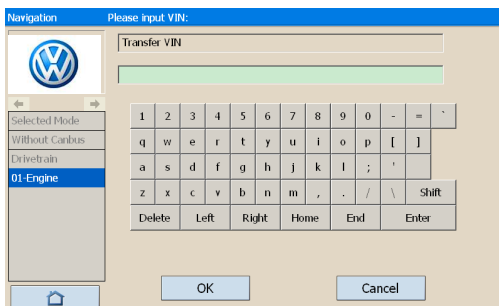 Navigation
Please input VIN:
Transfer VIN
Selected Mode
Without Canbus
Drivetrain
01-Engine
1 2 3 4 5 6 7 8 9 0 - = `
q w e r t y u i o p [ ]
a s d f g h j k l ; '
z x c v b n m , . / \ Shift
Delete Left Right Home End Enter
OK Cancel